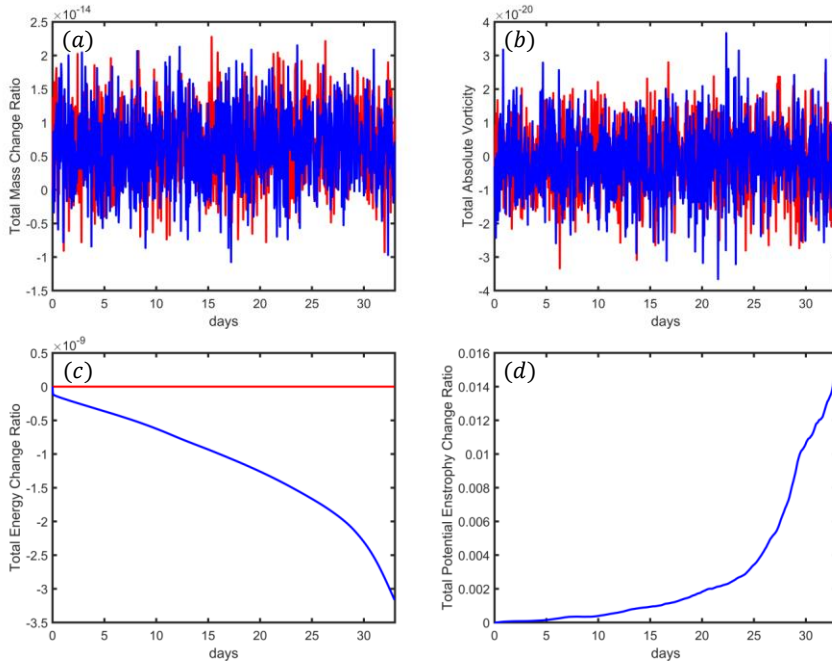 ×10⁻¹⁴
2.5
2
1.5
1
0.5
0
-0.5
-1
-1.5
Total Mass Change Ratio
(a)
0 5 10 15 20 25 30
days
×10⁻²⁰
4
3
2
1
0
-1
-2
-3
-4
Total Absolute Vorticity
(b)
0 5 10 15 20 25 30
days
×10⁻⁹
0.5
0
-0.5
-1
-1.5
-2
-2.5
-3
-3.5
Total Energy Change Ratio
(c)
0 5 10 15 20 25 30
days
0.016
0.014
0.012
0.01
0.008
0.006
0.004
0.002
0
Total Potential Enstrophy Change Ratio
(d)
0 5 10 15 20 25 30
days